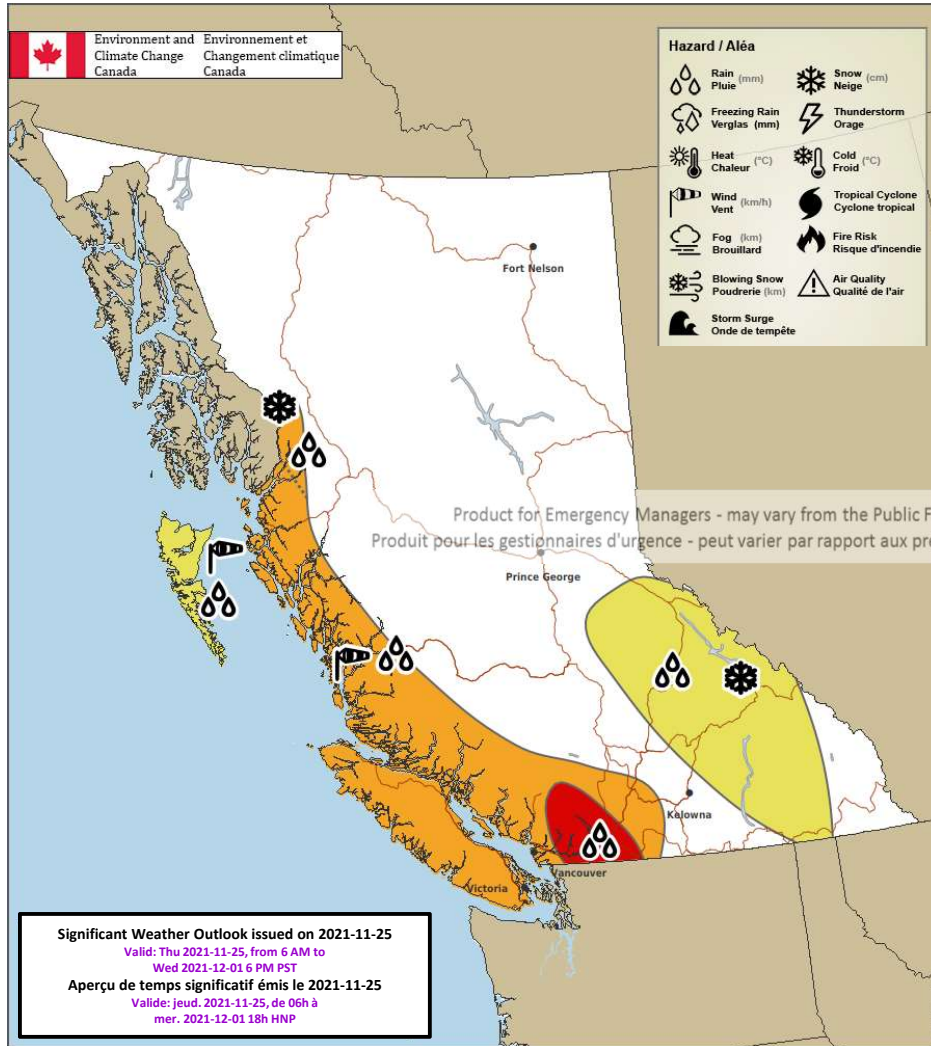 Environment and
Climate Change
Canada
Environnement et
Changement climatique
Canada
Hazard / Aléa
Rain (mm)
Pluie
Snow (cm)
Neige
Freezing Rain
Verglas (mm)
Thunderstorm
Orage
Heat (°C)
Chaleur
Cold (°C)
Froid
Wind (km/h)
Vent
Tropical Cyclone
Cyclone tropical
Fog (km)
Brouillard
Fire Risk
Risque d'incendie
Blowing Snow
Poudrerie (km)
Air Quality
Qualité de l'air
Storm Surge
Onde de tempête
Fort Nelson
Product for Emergency Managers - may vary from the Public F
Produit pour les gestionnaires d'urgence - peut varier par rapport aux pr
Prince George
Kelowna
Vancouver
Victoria
Significant Weather Outlook issued on 2021-11-25
Valid: Thu 2021-11-25, from 6 AM to
Wed 2021-12-01 6 PM PST
Aperçu de temps significatif émis le 2021-11-25
Valide: jeud. 2021-11-25, de 06h à
mer. 2021-12-01 18h HNP